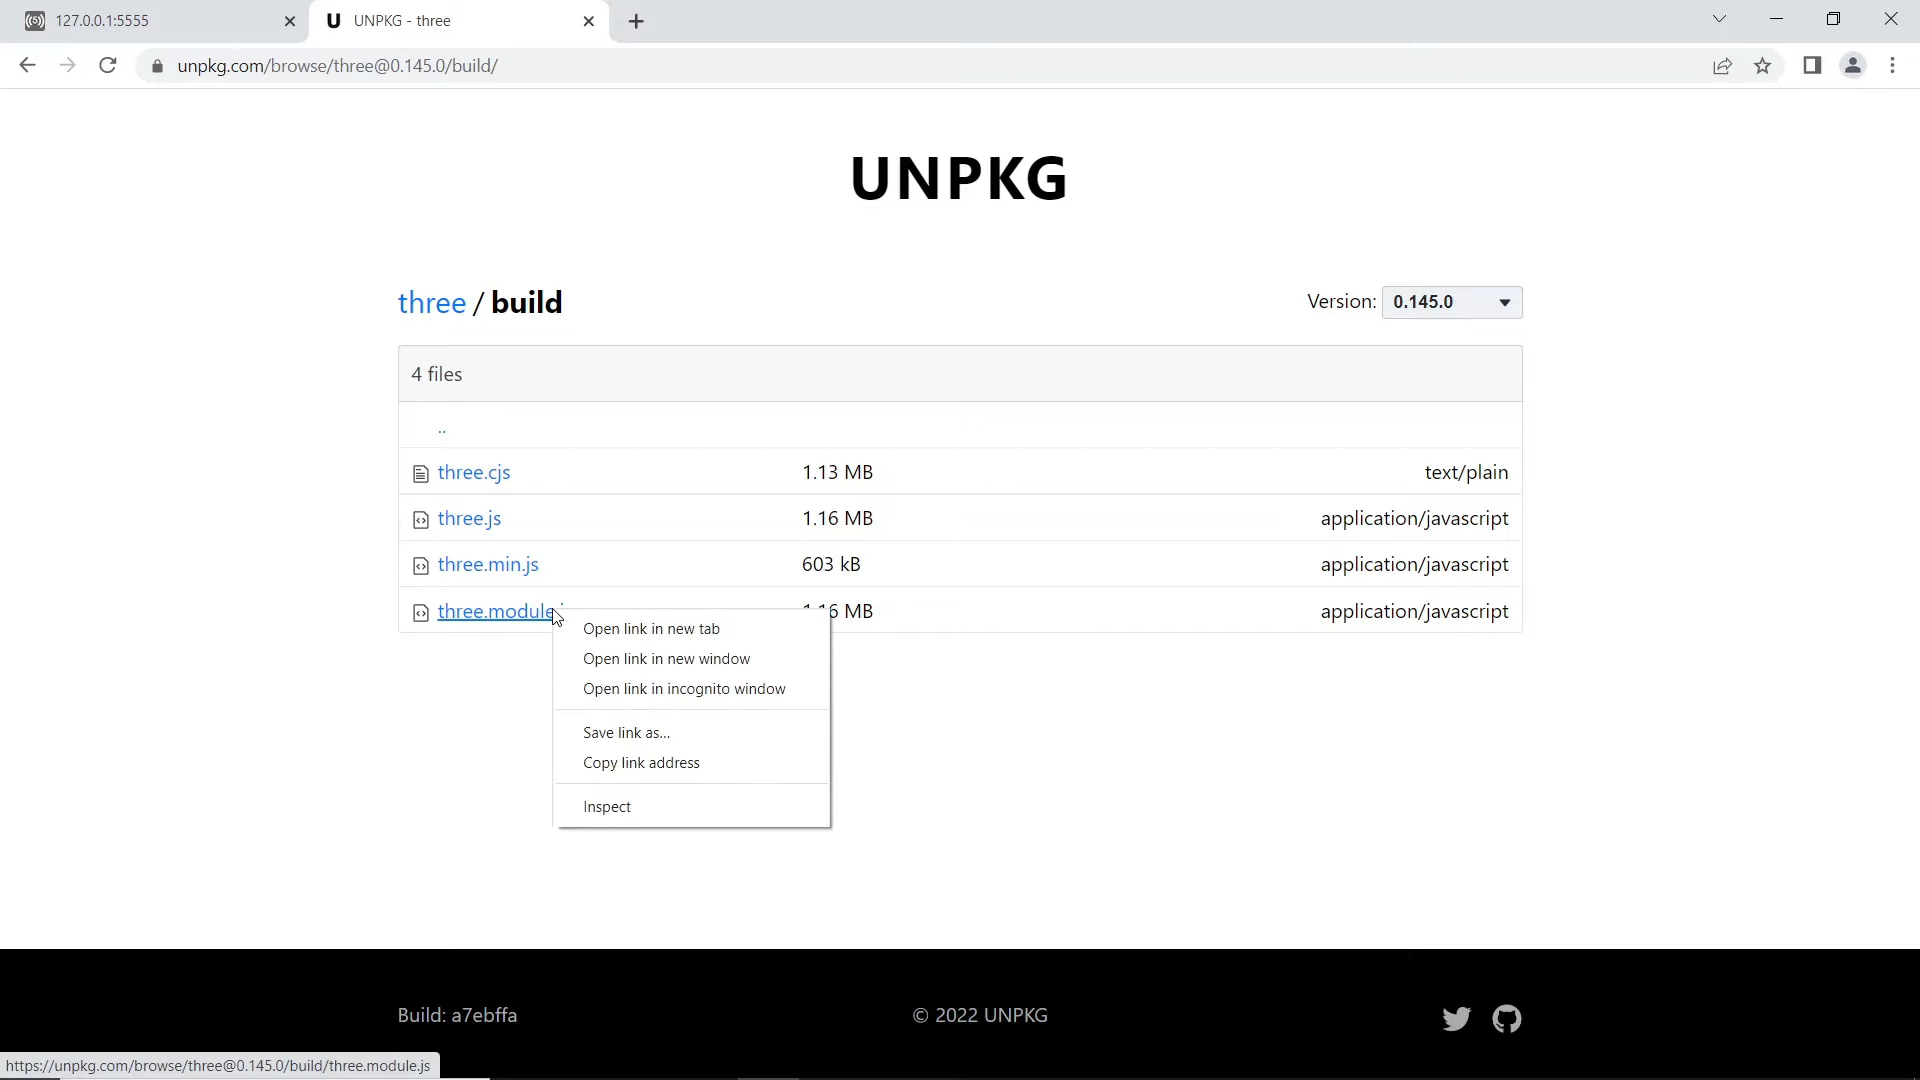 127.0.0.1:5555
U UNPKG - three
unpkg.com/browse/three@0.145.0/build/
UNPKG
three / build
Version: 0.145.0
4 files
..
three.cjs 1.13 MB text/plain
three.js 1.16 MB application/javascript
three.min.js 603 kB application/javascript
three.module 6 MB application/javascript
Open link in new tab
Open link in new window
Open link in incognito window
Save link as...
Copy link address
Inspect
Build: a7ebffa
© 2022 UNPKG
https://unpkg.com/browse/three@0.145.0/build/three.module.js